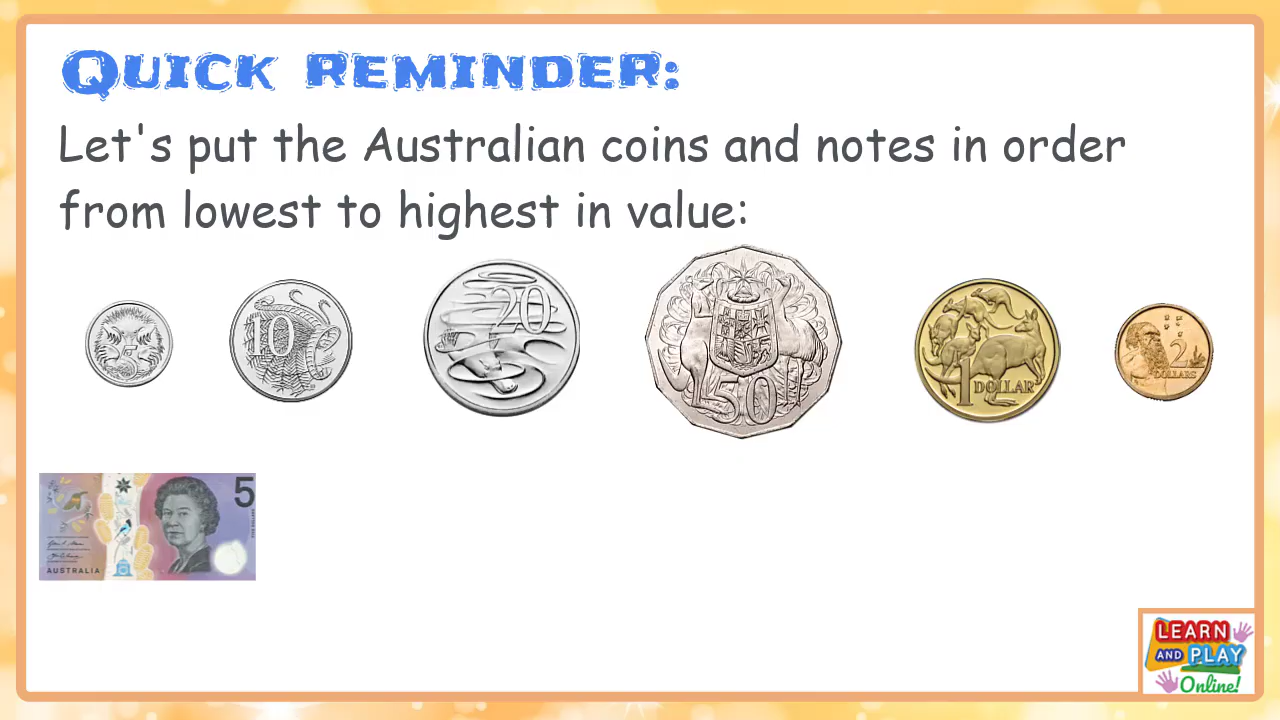 Quick reminder:
Let's put the Australian coins and notes in order
from lowest to highest in value:
5
10
20
50
1 DOLLAR
2
DOLLARS
5
AUSTRALIA
LEARN
AND PLAY
Online!